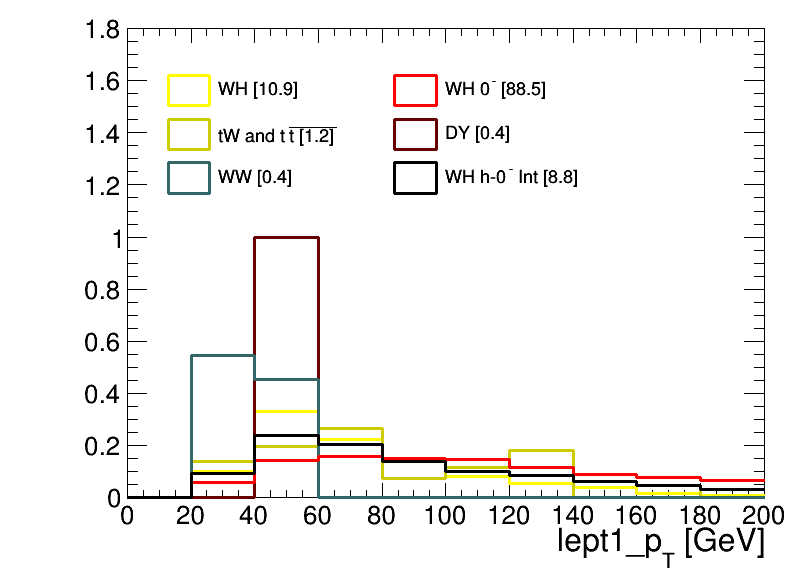 1.8
1.6
WH [10.9]
WH 0⁻ [88.5]
1.4
tW and t t̅ [1.2]
DY [0.4]
1.2
WW [0.4]
WH h-0⁻ Int [8.8]
1
0.8
0.6
0.4
0.2
0
0 20 40 60 80 100 120 140 160 180 200
lept1_p_T [GeV]